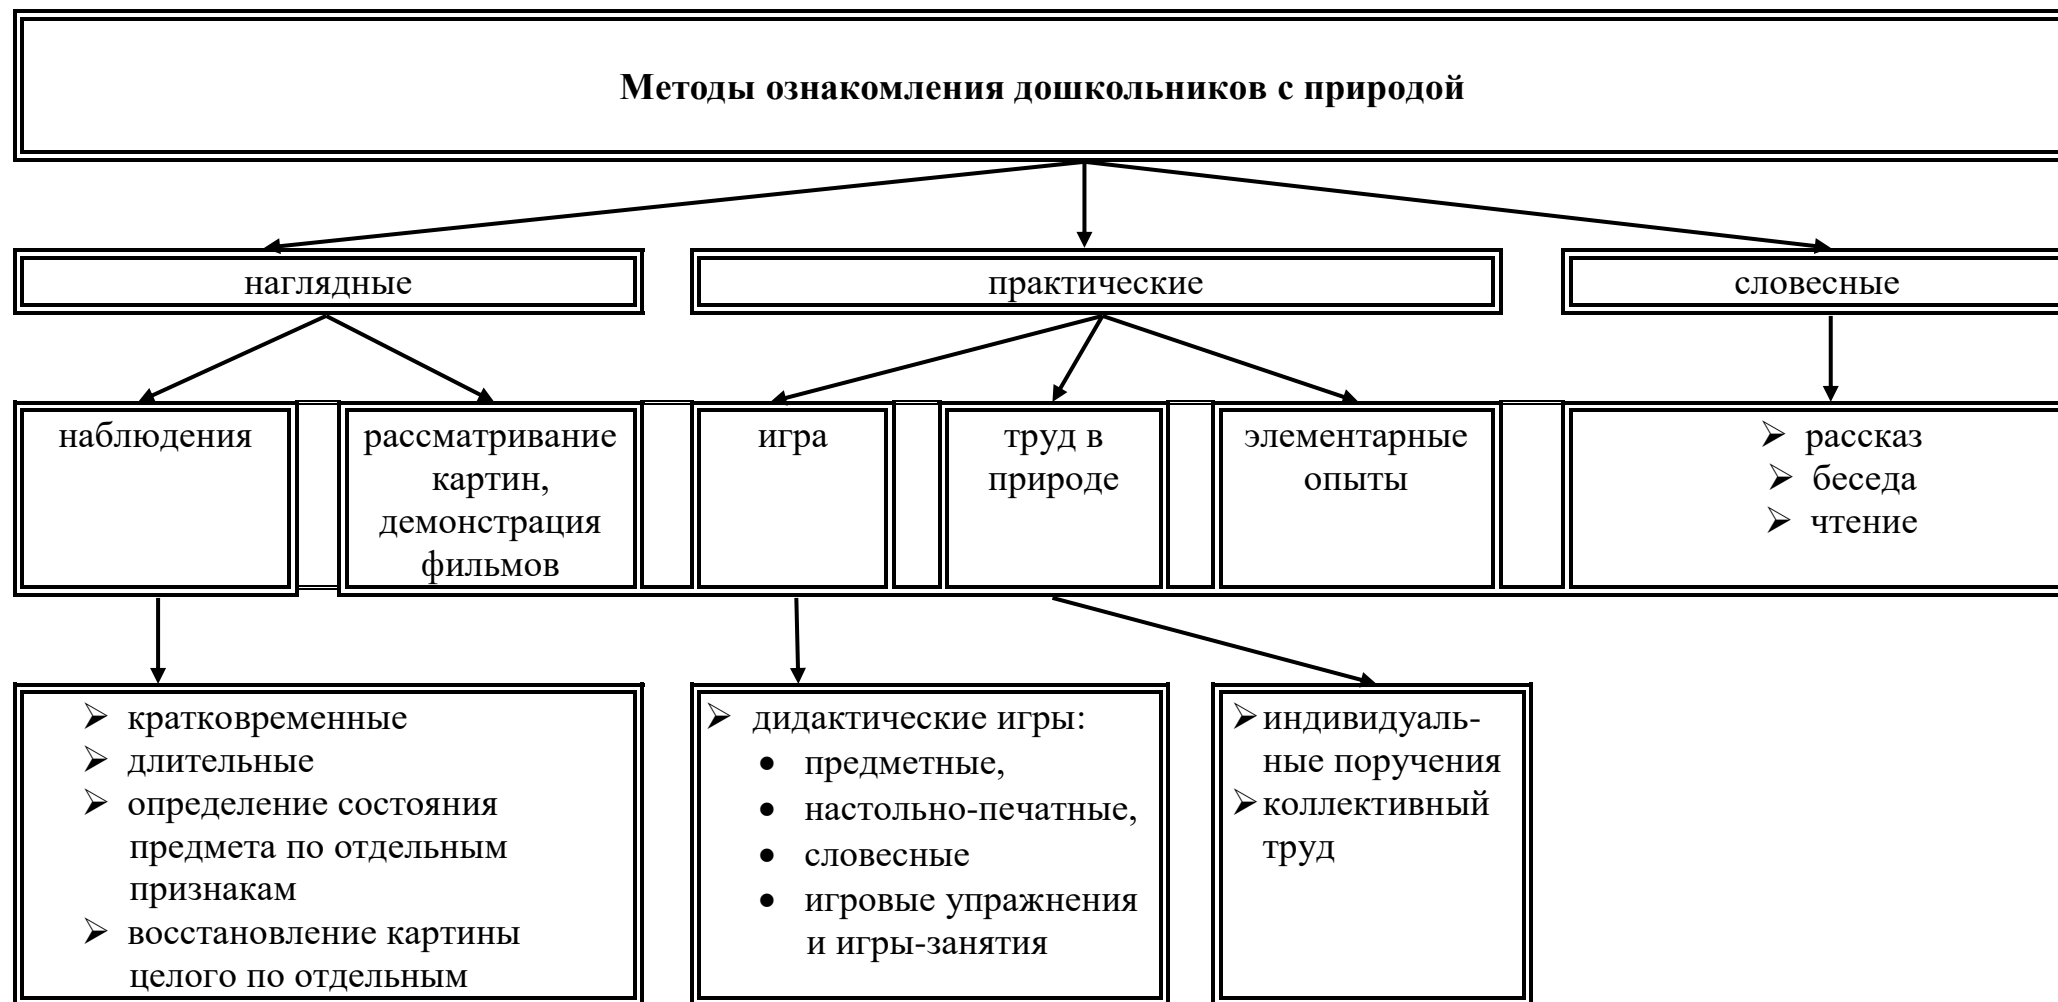 Методы ознакомления дошкольников с природой
наглядные
практические
словесные
наблюдения
рассматривание
картин,
демонстрация
фильмов
игра
труд в
природе
элементарные
опыты
➢ рассказ
➢ беседа
➢ чтение
➢ кратковременные
➢ длительные
➢ определение состояния
предмета по отдельным
признакам
➢ восстановление картины
целого по отдельным
➢ дидактические игры:
• предметные,
• настольно-печатные,
• словесные
• игровые упражнения
и игры-занятия
➢ индивидуаль-
ные поручения
➢ коллективный
труд